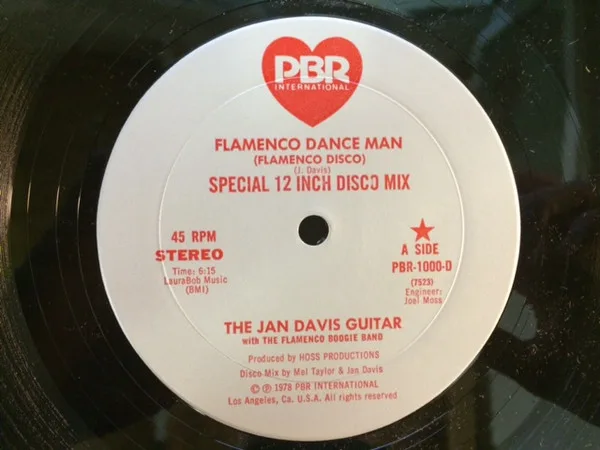 PBR
INTERNATIONAL
FLAMENCO DANCE MAN
(FLAMENCO DISCO)
(J. Davis)
SPECIAL 12 INCH DISCO MIX
45 RPM
STEREO
Time: 6:15
LauraBob Music
(BMI)
A SIDE
PBR-1000-D
(7523)
Engineer:
Joel Moss
THE JAN DAVIS GUITAR
with THE FLAMENCO BOOGIE BAND
Produced by HOSS PRODUCTIONS
Disco Mix by Mel Taylor & Jan Davis
© ℗ 1978 PBR INTERNATIONAL
Los Angeles, Ca. U.S.A. All rights reserved